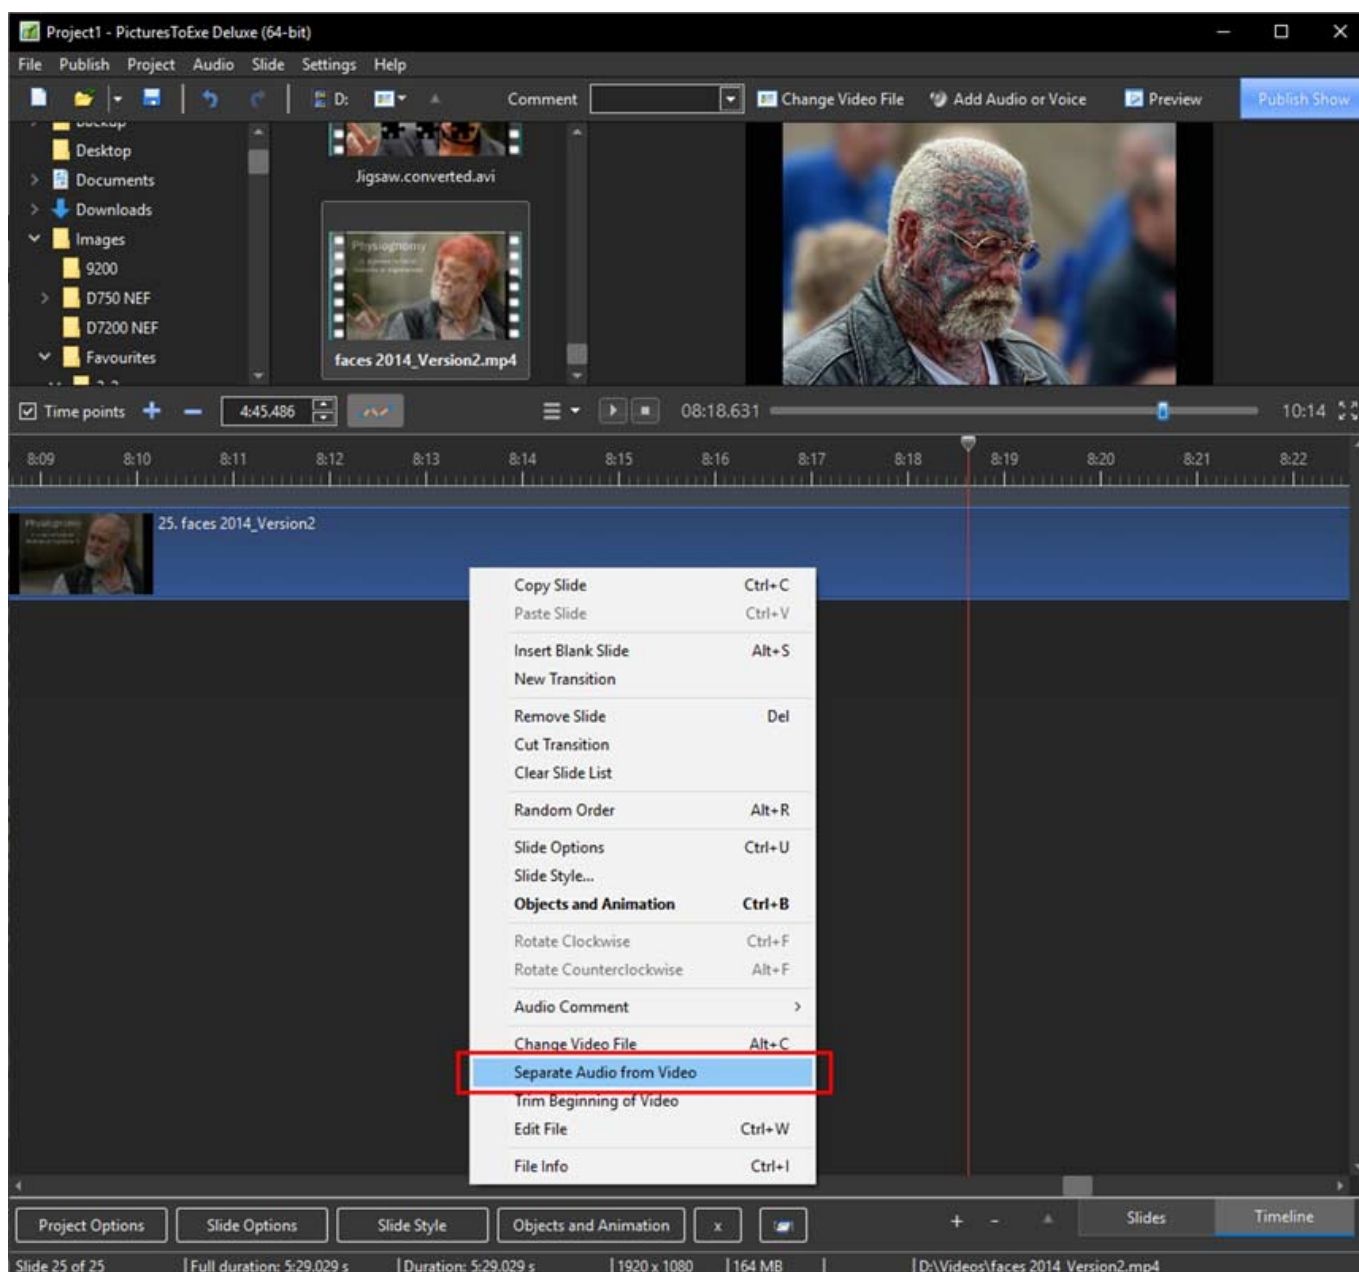 Project1 - PicturesToExe Deluxe (64-bit)
File Publish Project Audio Slide Settings Help
D: Comment Change Video File Add Audio or Voice Preview Publish Show
Backup
Desktop
Documents
Downloads
Images
9200
D750 NEF
D7200 NEF
Favourites
Jigsaw.converted.avi
Physiognomy
faces 2014_Version2.mp4
Time points 4:45.486 08:18.631 10:14
8:09 8:10 8:11 8:12 8:13 8:14 8:15 8:16 8:17 8:18 8:19 8:20 8:21 8:22
25. faces 2014_Version2
Copy Slide Ctrl+C
Paste Slide Ctrl+V
Insert Blank Slide Alt+S
New Transition
Remove Slide Del
Cut Transition
Clear Slide List
Random Order Alt+R
Slide Options Ctrl+U
Slide Style...
Objects and Animation Ctrl+B
Rotate Clockwise Ctrl+F
Rotate Counterclockwise Alt+F
Audio Comment
Change Video File Alt+C
Separate Audio from Video
Trim Beginning of Video
Edit File Ctrl+W
File Info Ctrl+I
Project Options Slide Options Slide Style Objects and Animation x + - Slides Timeline
Slide 25 of 25 Full duration: 5:29.029 s Duration: 5:29.029 s 1920 x 1080 164 MB D:\Videos\faces 2014_Version2.mp4